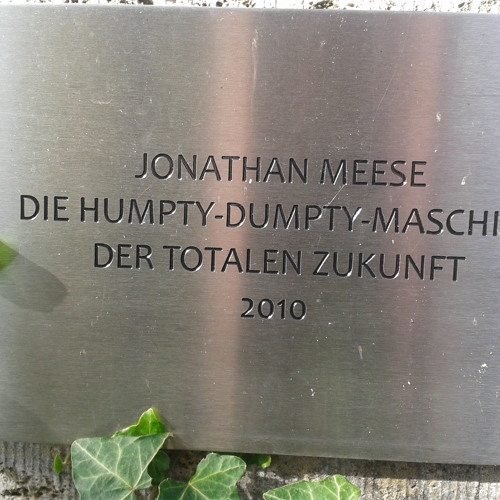 JONATHAN MEESE
DIE HUMPTY-DUMPTY-MASCHI
DER TOTALEN ZUKUNFT
2010